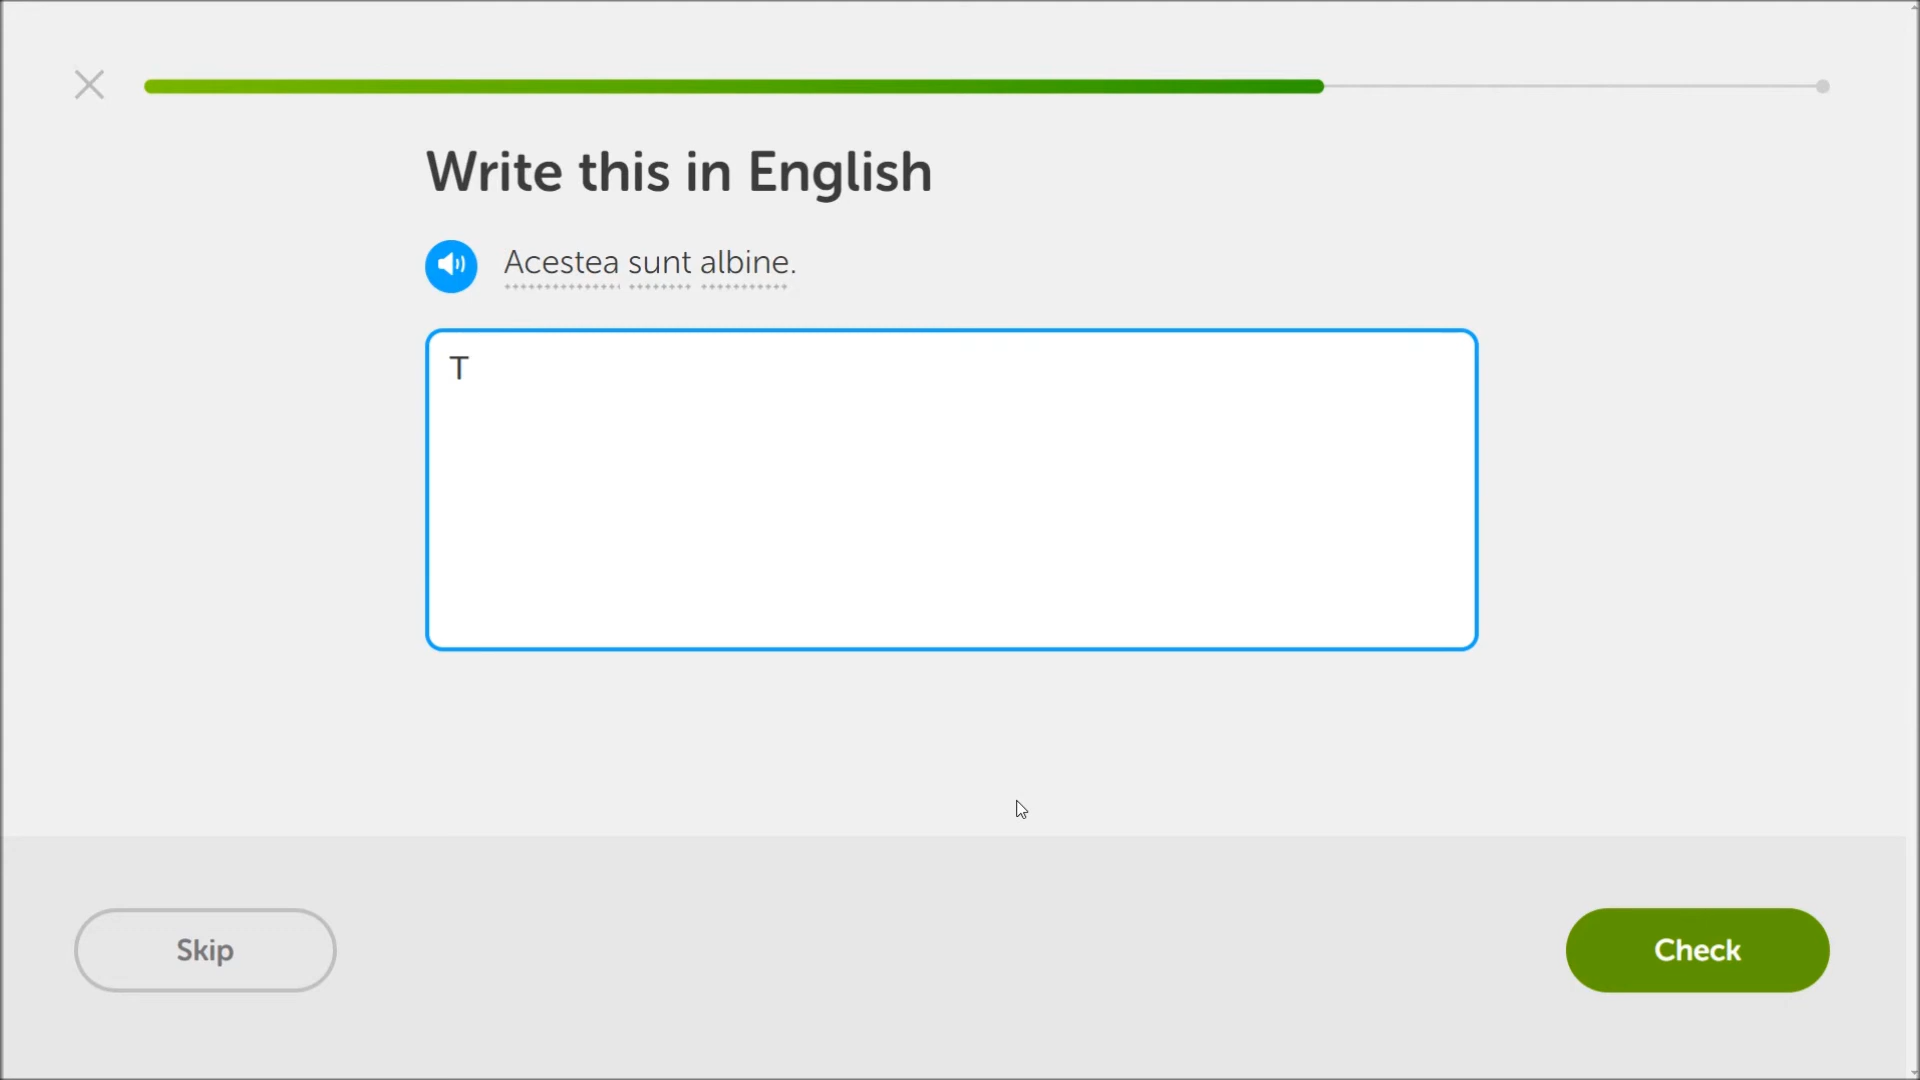 Write this in English
Acestea sunt albine.
T
Skip
Check